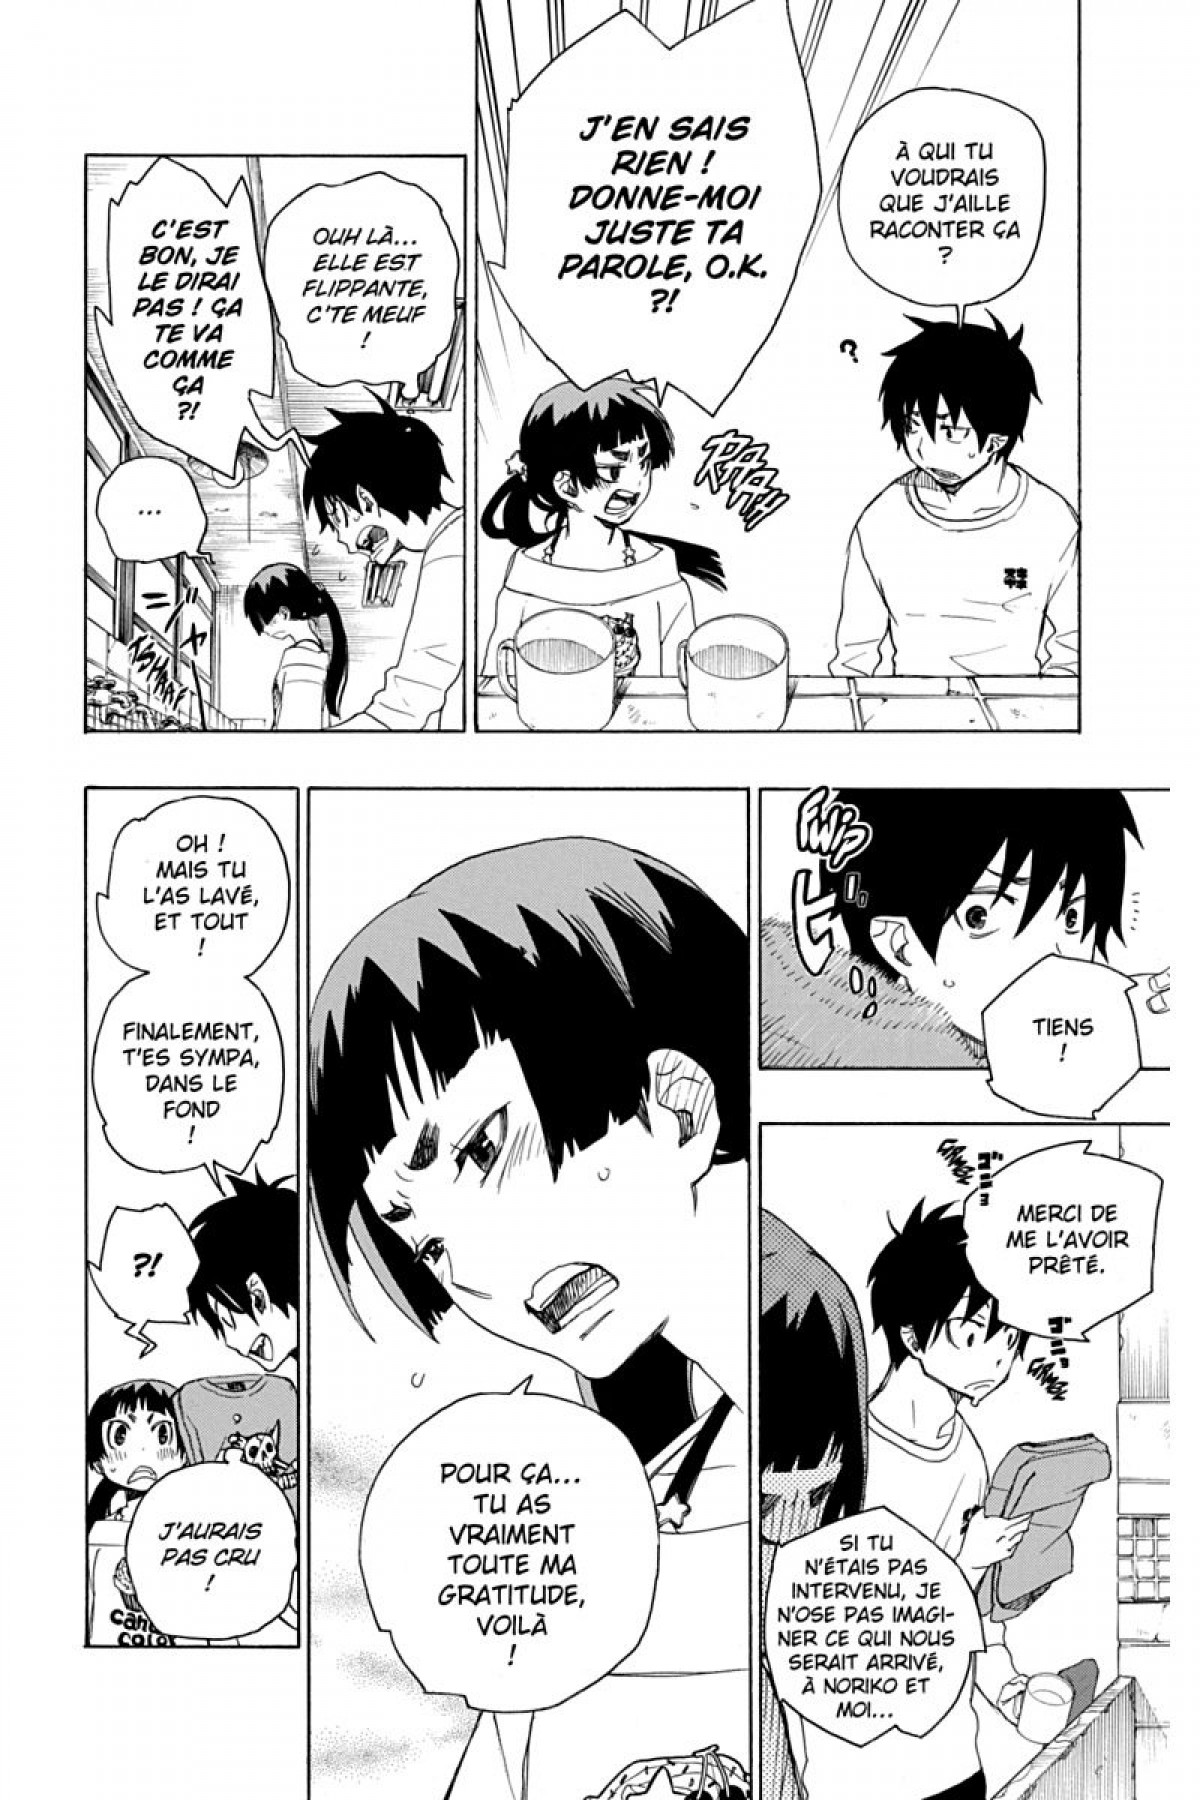 À QUI TU
VOUDRAIS
QUE J'AILLE
RACONTER ÇA
?
?
J'EN SAIS
RIEN !
DONNE-MOI
JUSTE TA
PAROLE, O.K.
?!
RAAAH
OUH LÀ...
ELLE EST
FLIPPANTE,
C'TE MEUF
!
C'EST
BON, JE
LE DIRAI
PAS ! ÇA
TE VA
COMME
ÇA
?!
...
FWIP
TIENS
!
MERCI DE
ME L'AVOIR
PRÊTÉ.
SI TU
N'ÉTAIS PAS
INTERVENU, JE
N'OSE PAS IMAGI-
NER CE QUI NOUS
SERAIT ARRIVÉ,
À NORIKO ET
MOI...
POUR ÇA...
TU AS
VRAIMENT
TOUTE MA
GRATITUDE,
VOILÀ
!
OH !
MAIS TU
L'AS LAVÉ,
ET TOUT
!
FINALEMENT,
T'ES SYMPA,
DANS LE
FOND
!
?!
J'AURAIS
PAS CRU
!